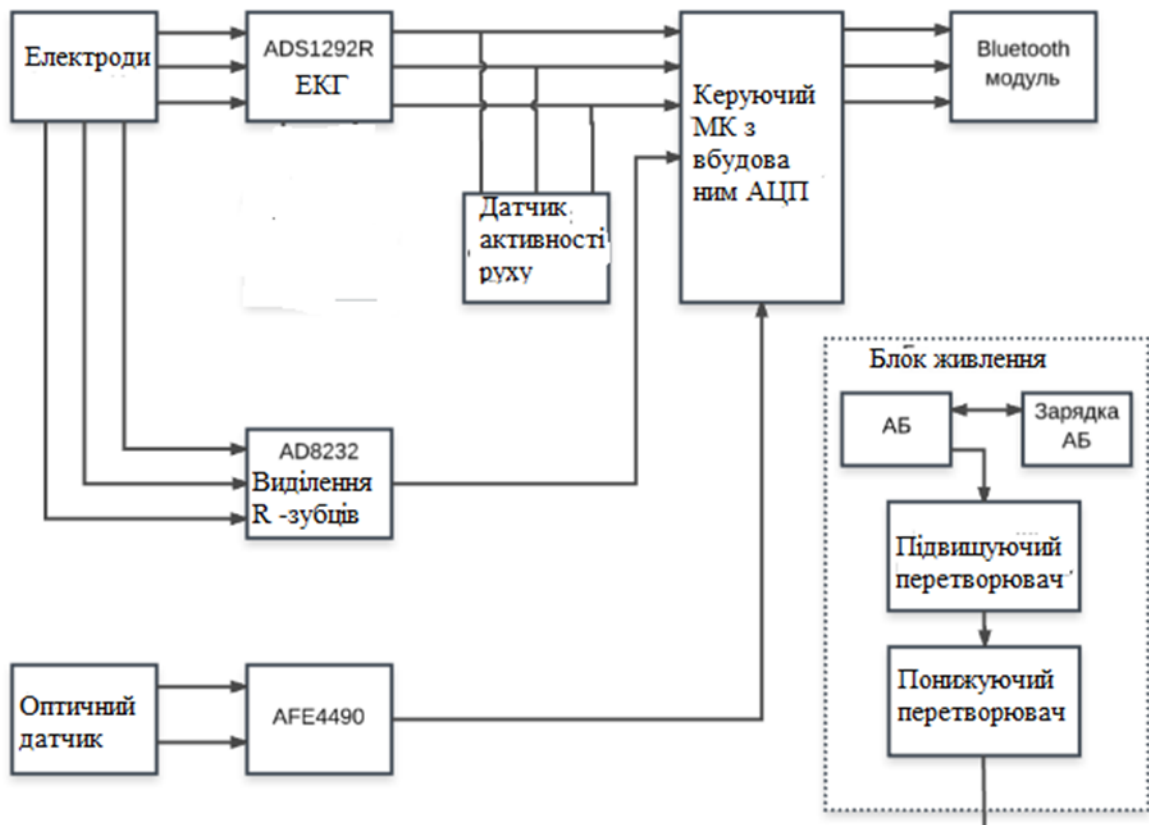 Електроди
ADS1292R
ЕКГ
Керуючий
МК з
вбудова
ним АЦП
Bluetooth
модуль
Датчик
активності
руху
Блок живлення
АБ
Зарядка
АБ
AD8232
Виділення
R -зубців
Підвищуючий
перетворювач
Оптичний
датчик
AFE4490
Понижуючий
перетворювач